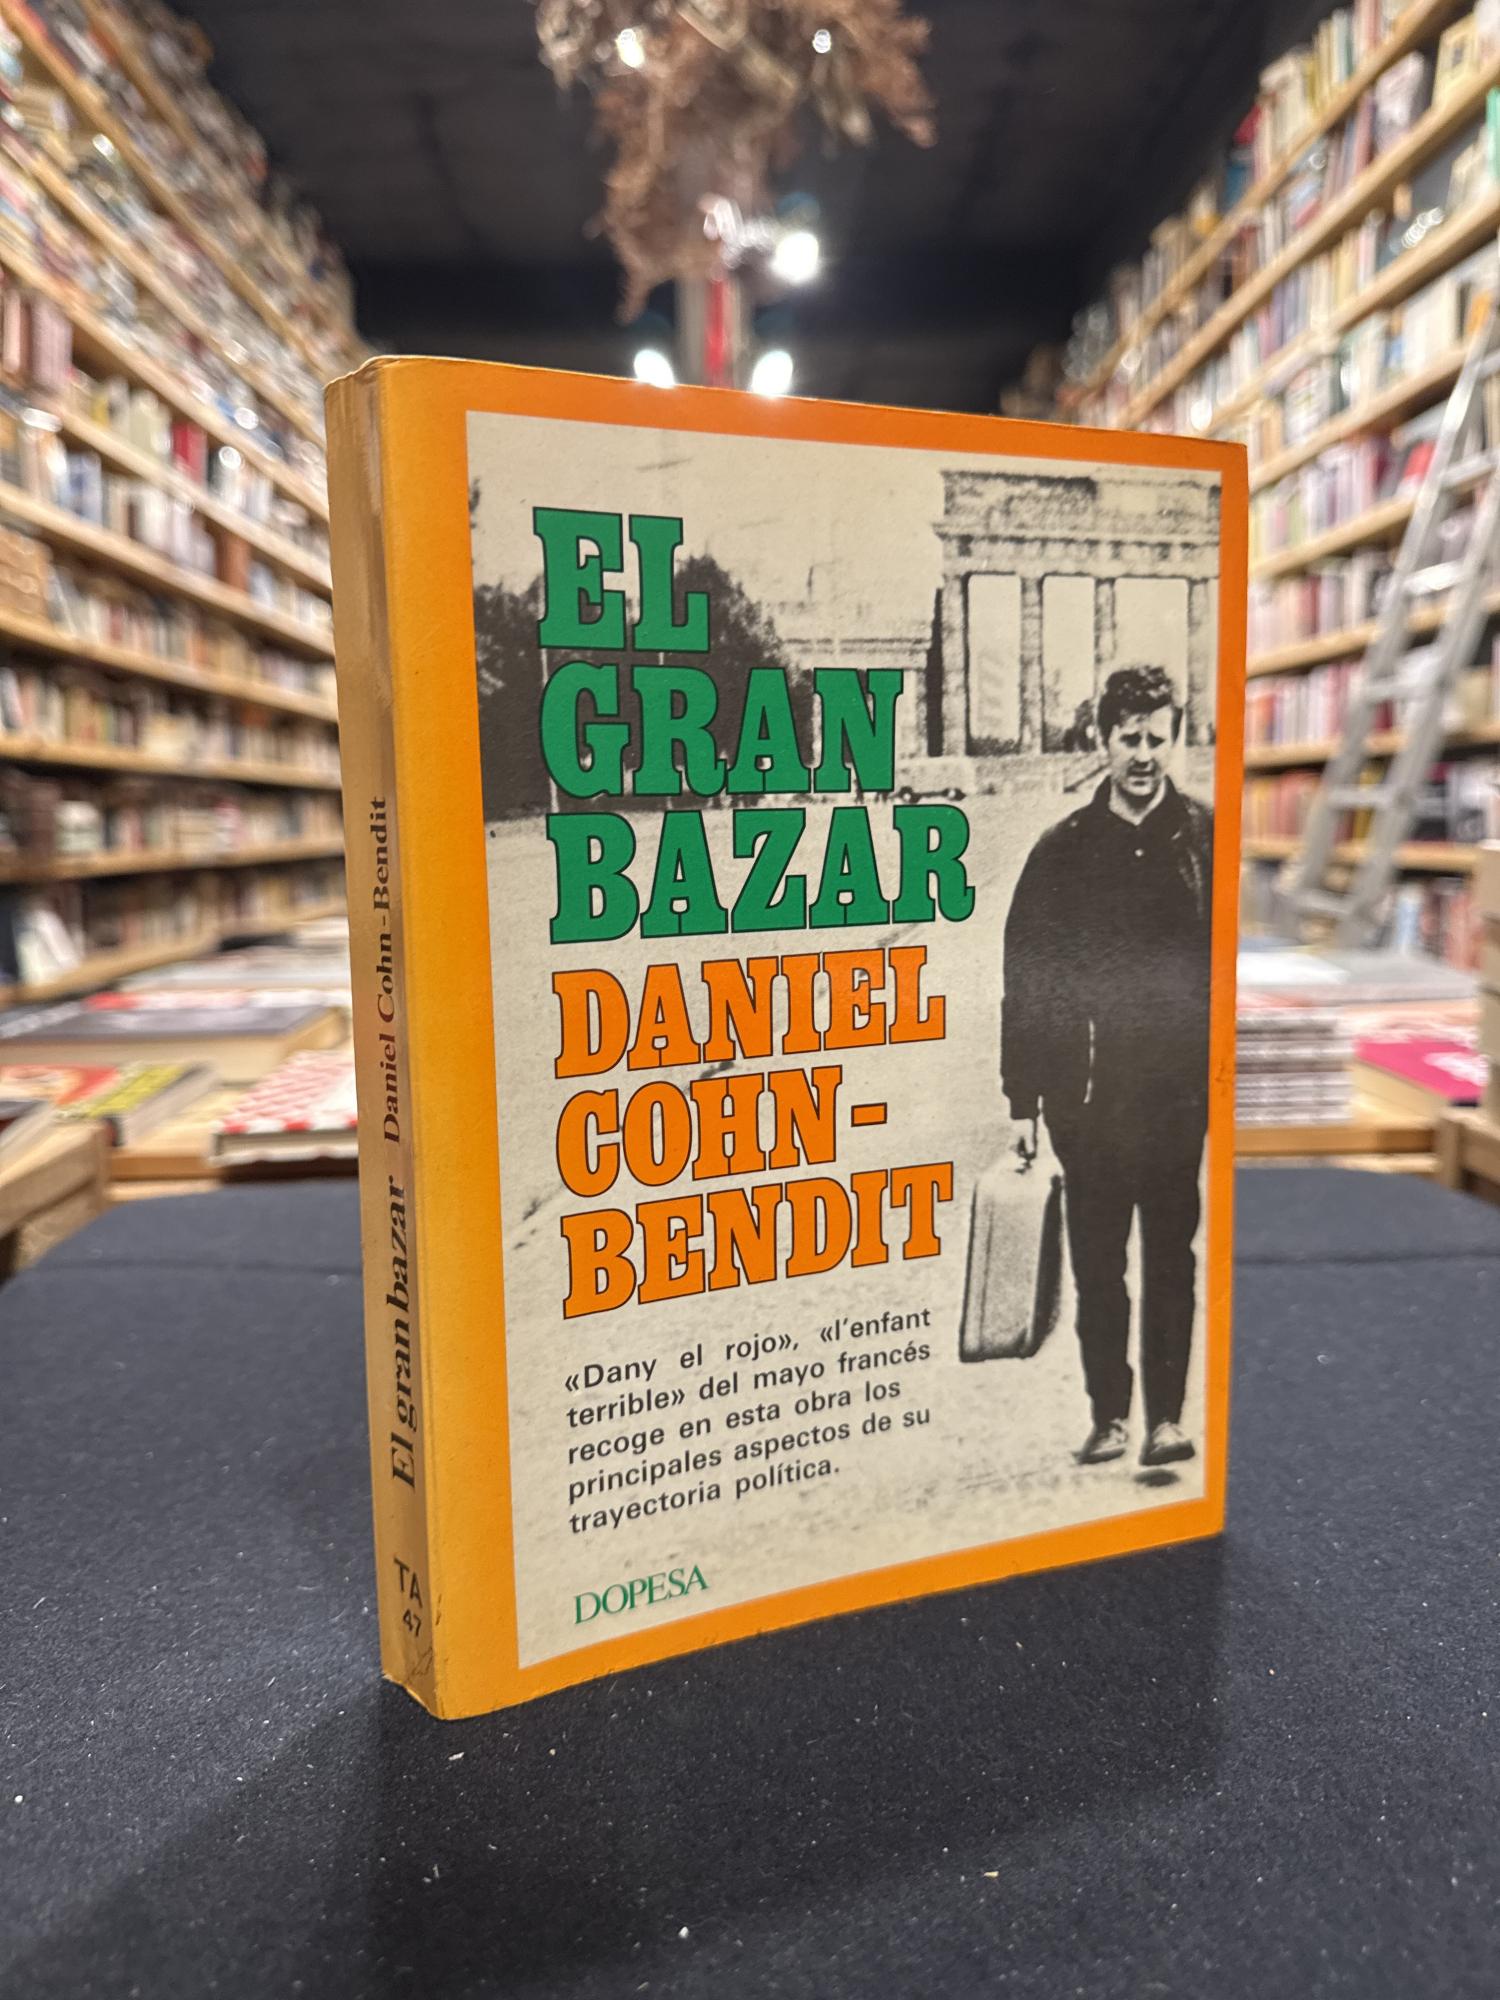 EL
GRAN
BAZAR
DANIEL
COHN-
BENDIT
«Dany el rojo», «l'enfant
terrible» del mayo francés
recoge en esta obra los
principales aspectos de su
trayectoria política.
DOPESA
El gran bazar Daniel Cohn-Bendit
TA
47